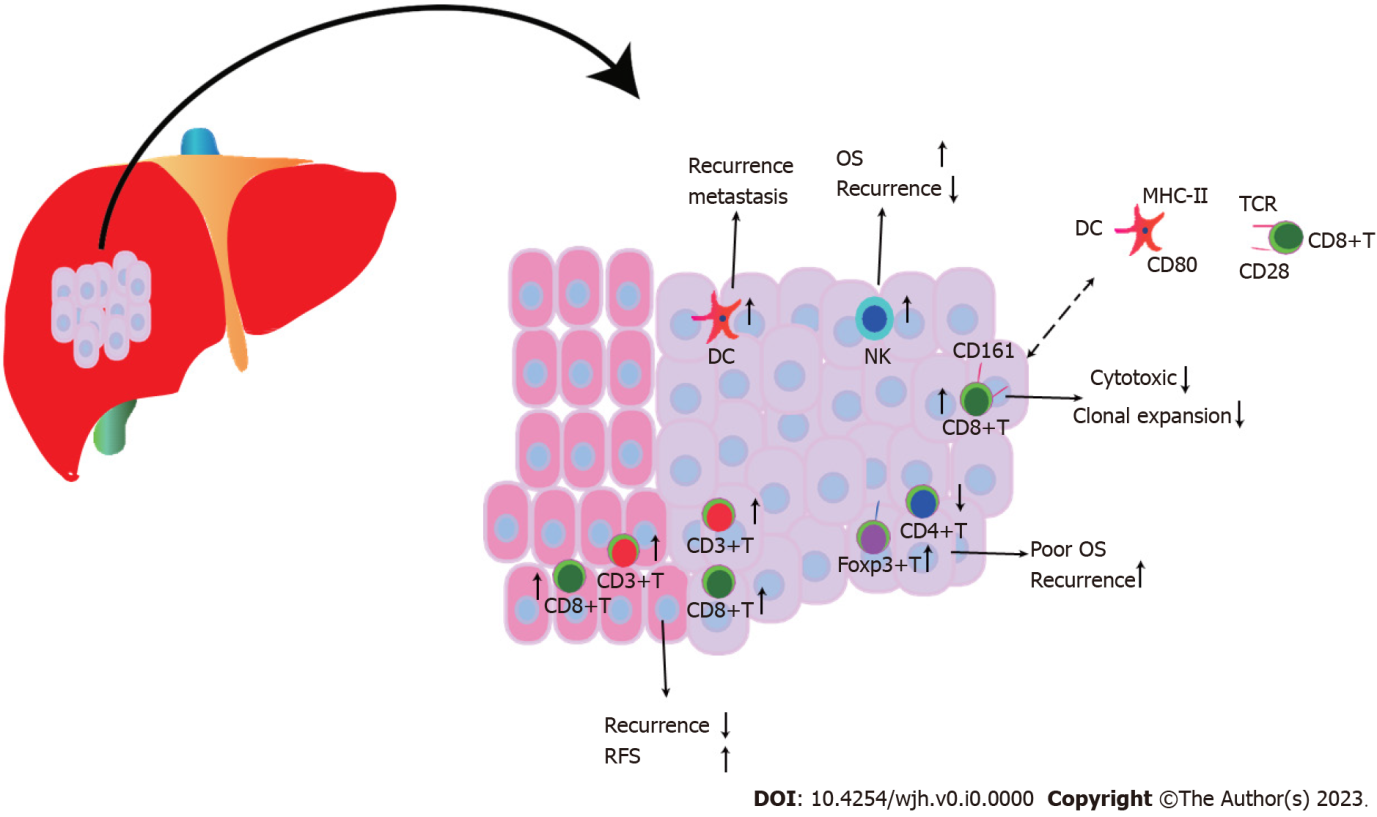 Recurrence
metastasis
OS
Recurrence
MHC-II
DC
CD80
TCR
CD8+T
CD28
DC
NK
CD161
CD8+T
Cytotoxic
Clonal expansion
CD3+T
CD8+T
CD4+T
Foxp3+T
Poor OS
Recurrence
CD3+T
CD8+T
Recurrence
RFS
DOI: 10.4254/wjh.v0.i0.0000 Copyright ©The Author(s) 2023.